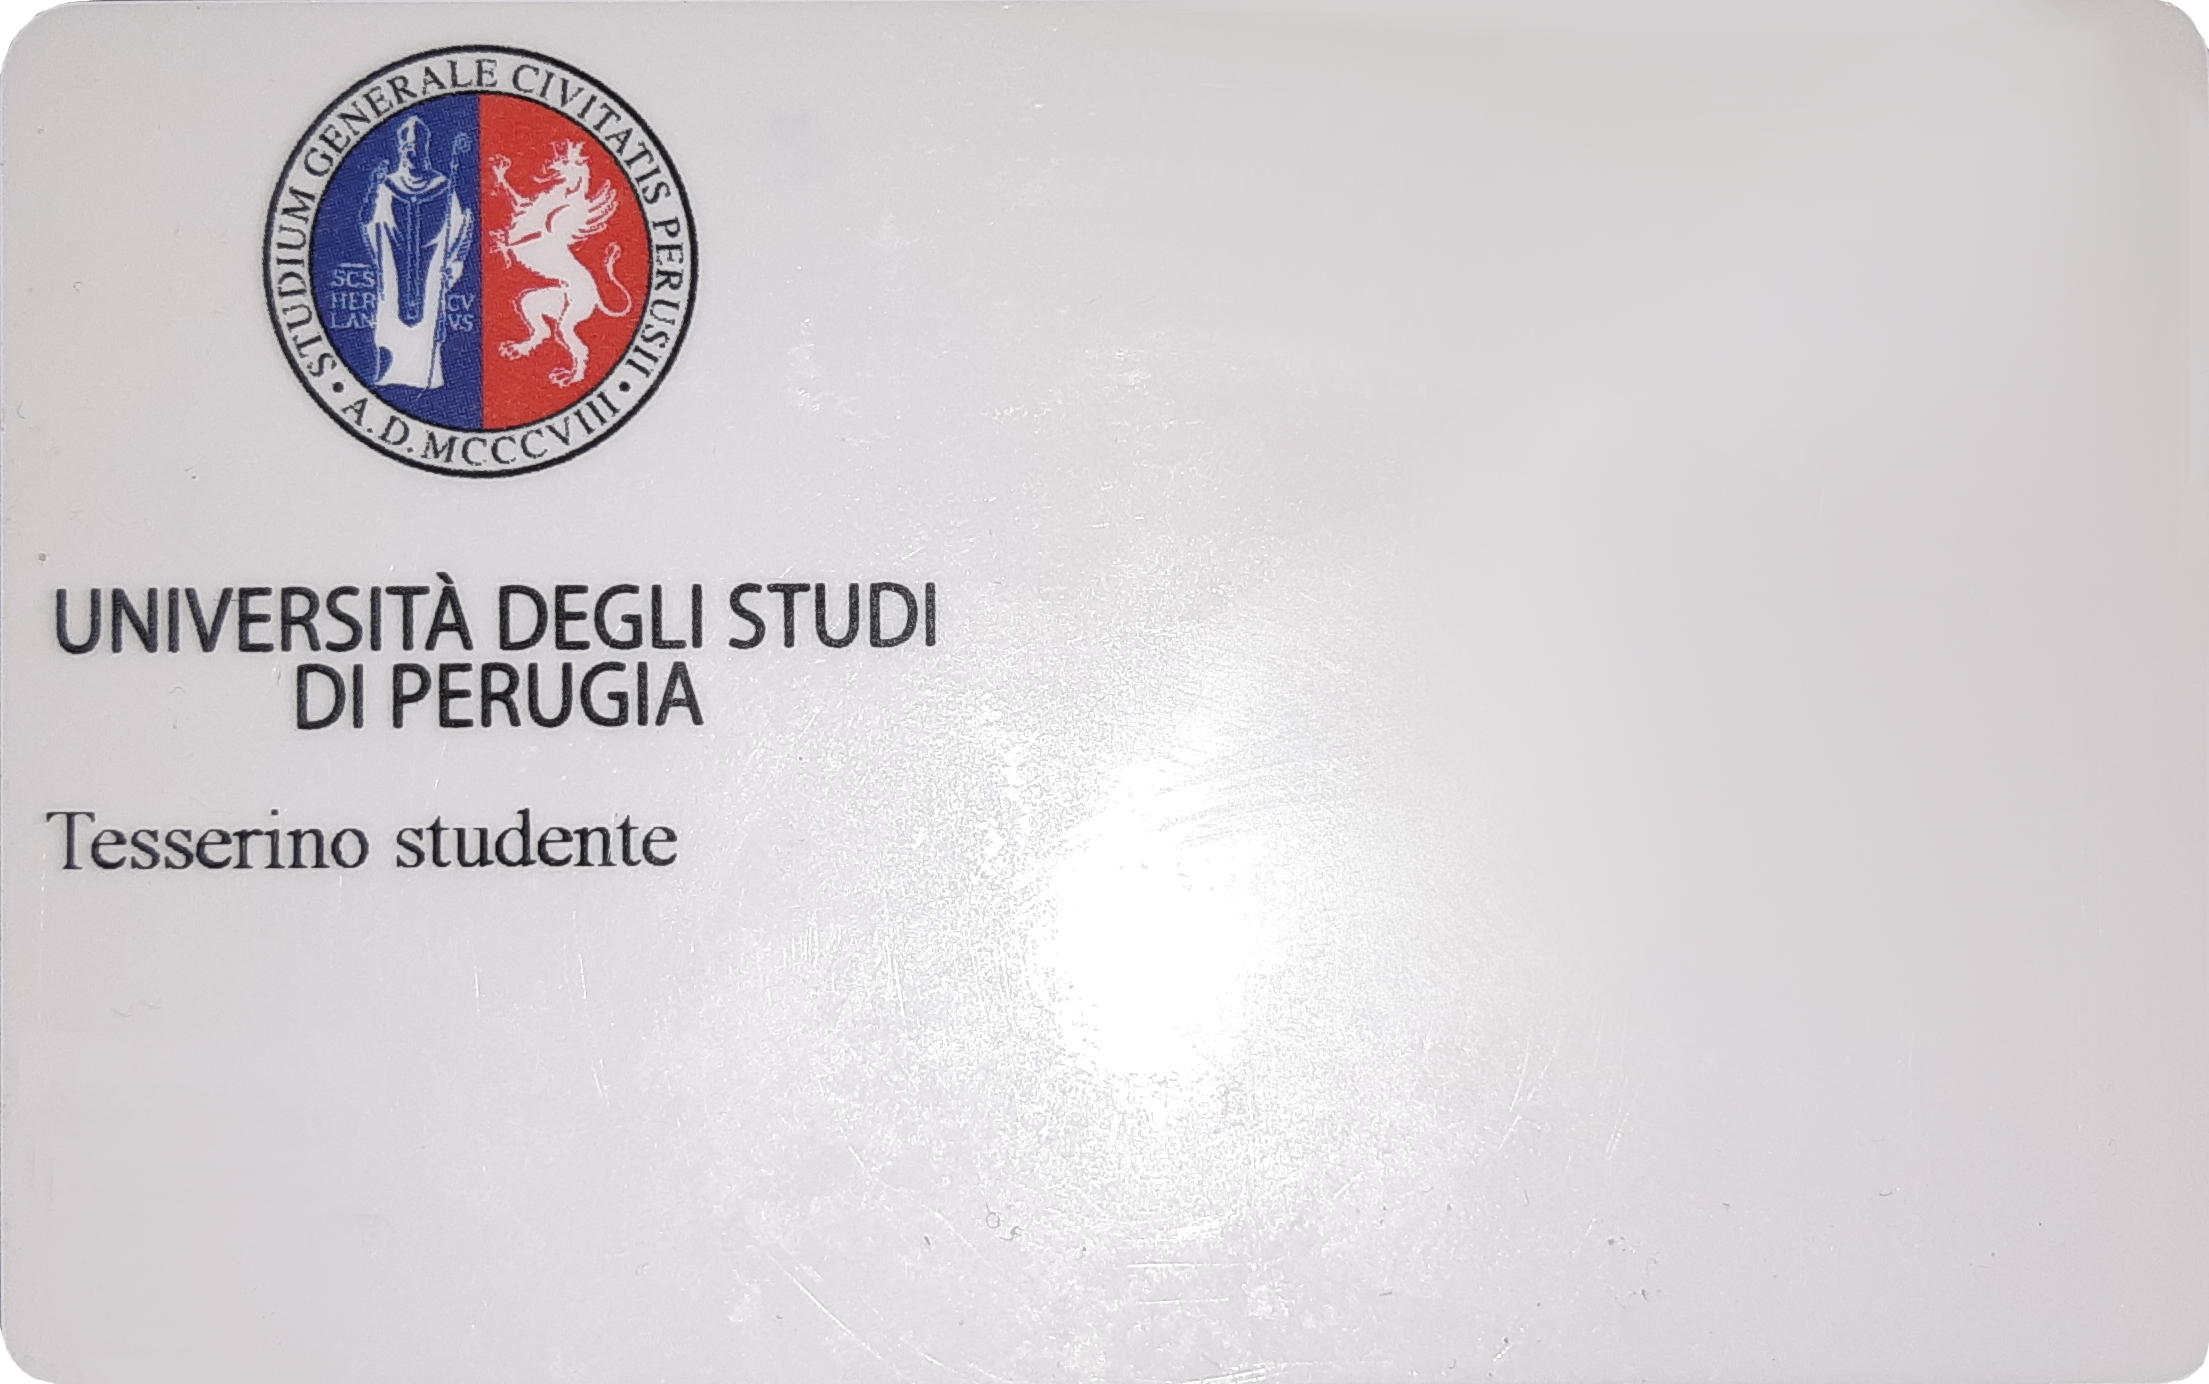 STUDIUM GENERALE CIVITATIS PERUSII
SCS
HER CV
LAN VS
• A.D. MCCCVIII •
UNIVERSITÀ DEGLI STUDI
DI PERUGIA
Tesserino studente